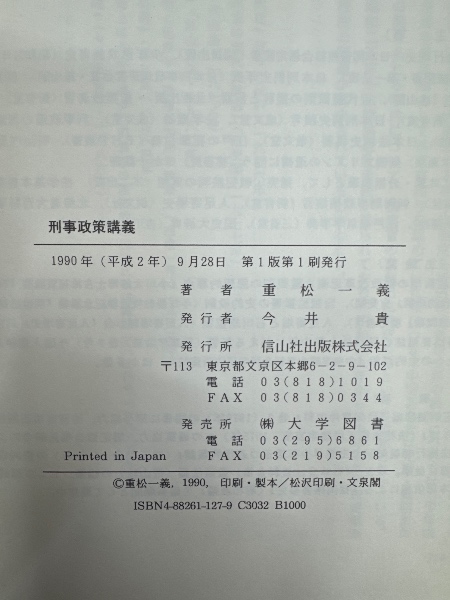 刑事政策講義
1990年（平成2年）9月28日 第1版第1刷発行
著者 重松一義
発行者 今井貴
発行所 信山社出版株式会社
〒113 東京都文京区本郷6－2－9－102
電話 03(818)1019
FAX 03(818)0344
発売所 ㈱大学図書
電話 03(295)6861
Printed in Japan FAX 03(219)5158
©重松一義, 1990, 印刷・製本／松沢印刷・文泉閣
ISBN4-88261-127-9 C3032 B1000